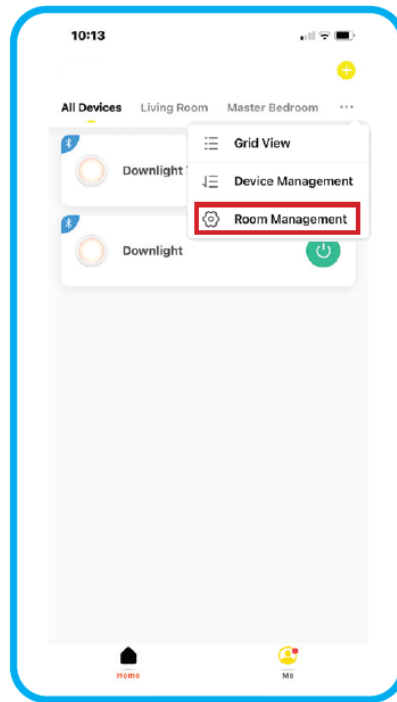 10:13
All Devices Living Room Master Bedroom ...
Grid View
Downlight
Device Management
Room Management
Downlight
Home
Me